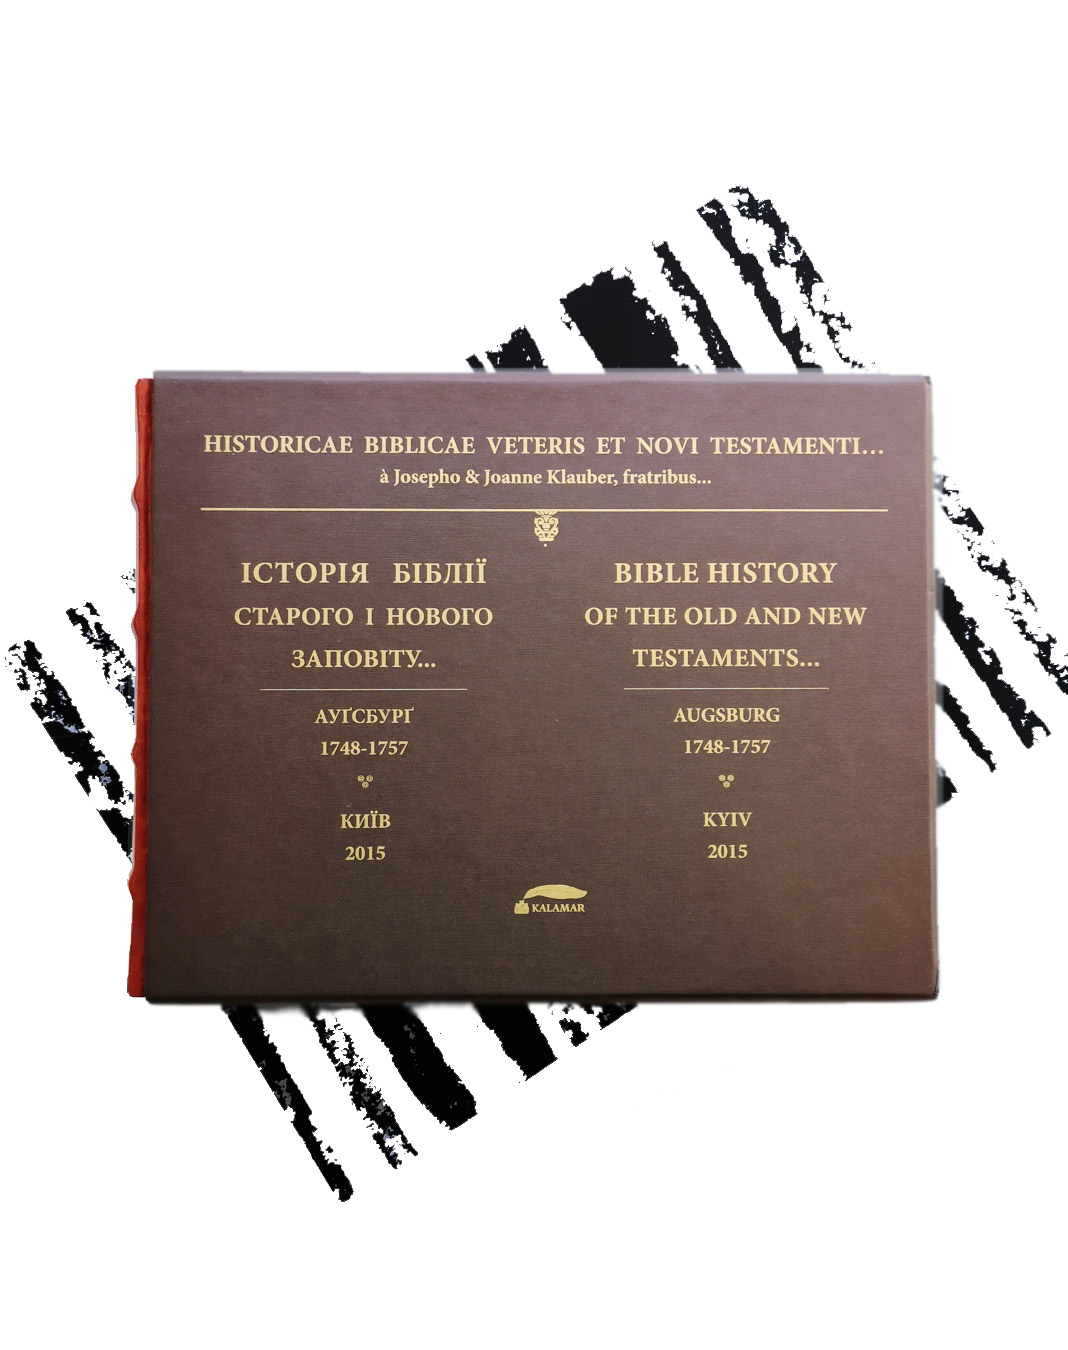 HISTORICAE BIBLICAE VETERIS ET NOVI TESTAMENTI...
à Josepho & Joanne Klauber, fratribus...
ІСТОРІЯ БІБЛІЇ
СТАРОГО І НОВОГО
ЗАПОВІТУ...
АУҐСБУРҐ
1748-1757
КИЇВ
2015
BIBLE HISTORY
OF THE OLD AND NEW
TESTAMENTS...
AUGSBURG
1748-1757
KYIV
2015
KALAMAR